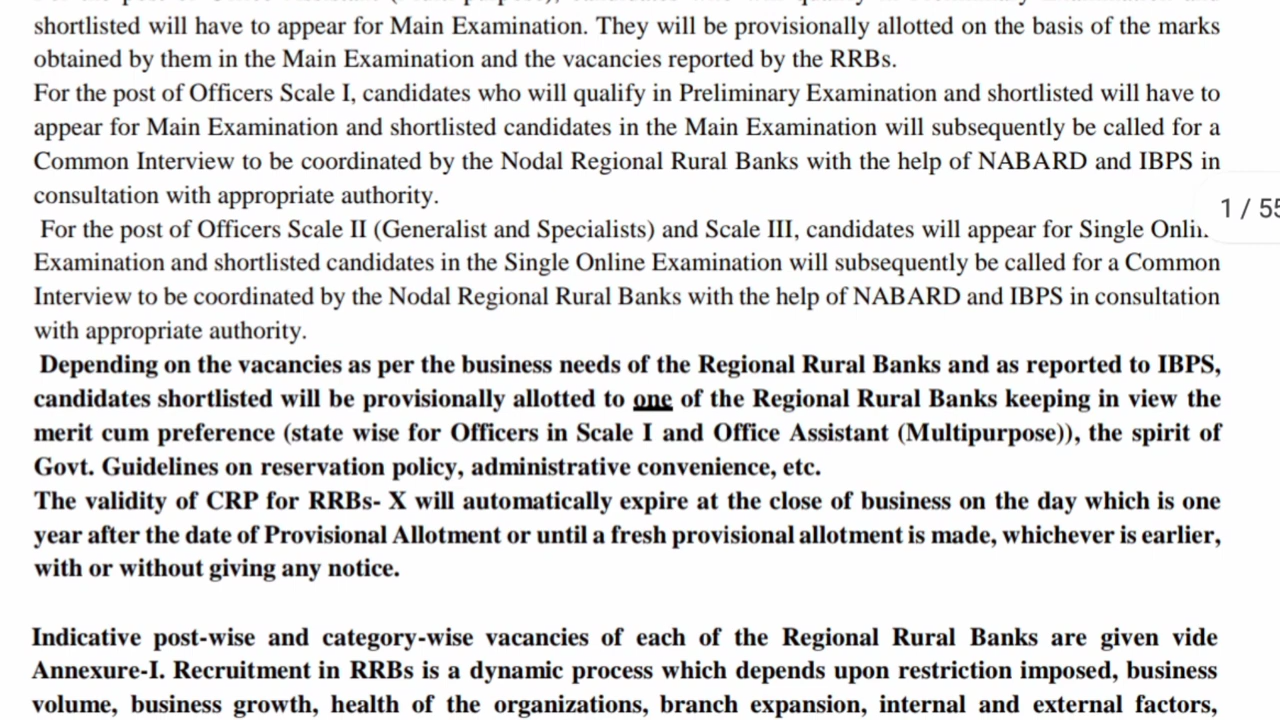 shortlisted will have to appear for Main Examination. They will be provisionally allotted on the basis of the marks
obtained by them in the Main Examination and the vacancies reported by the RRBs.
For the post of Officers Scale I, candidates who will qualify in Preliminary Examination and shortlisted will have to
appear for Main Examination and shortlisted candidates in the Main Examination will subsequently be called for a
Common Interview to be coordinated by the Nodal Regional Rural Banks with the help of NABARD and IBPS in
consultation with appropriate authority.
1 / 55
For the post of Officers Scale II (Generalist and Specialists) and Scale III, candidates will appear for Single
Examination and shortlisted candidates in the Single Online Examination will subsequently be called for a Common
Interview to be coordinated by the Nodal Regional Rural Banks with the help of NABARD and IBPS in consultation
with appropriate authority.
Depending on the vacancies as per the business needs of the Regional Rural Banks and as reported to IBPS,
candidates shortlisted will be provisionally allotted to one of the Regional Rural Banks keeping in view the
merit cum preference (state wise for Officers in Scale I and Office Assistant (Multipurpose)), the spirit of
Govt. Guidelines on reservation policy, administrative convenience, etc.
The validity of CRP for RRBs- X will automatically expire at the close of business on the day which is one
year after the date of Provisional Allotment or until a fresh provisional allotment is made, whichever is earlier,
with or without giving any notice.
Indicative post-wise and category-wise vacancies of each of the Regional Rural Banks are given vide
Annexure-I. Recruitment in RRBs is a dynamic process which depends upon restriction imposed, business
volume, business growth, health of the organizations, branch expansion, internal and external factors,